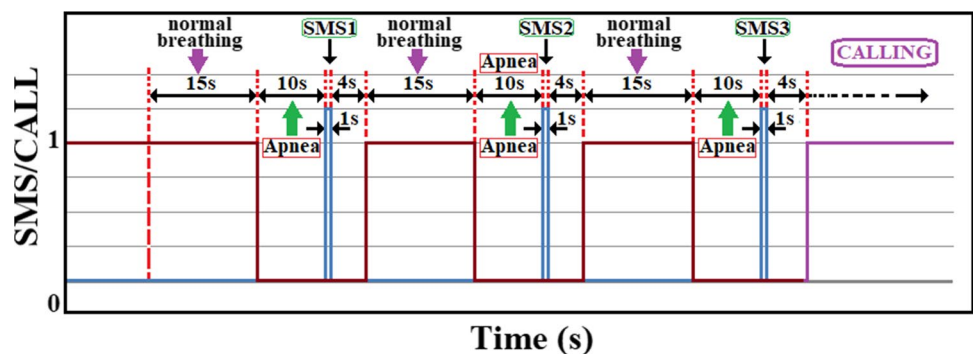 normal
breathing
SMS1
normal
breathing
SMS2
normal
breathing
SMS3
CALLING
Apnea
15s
10s
4s
15s
10s
4s
15s
10s
4s
1s
1s
1s
Apnea
Apnea
Apnea
1
0
SMS/CALL
Time (s)